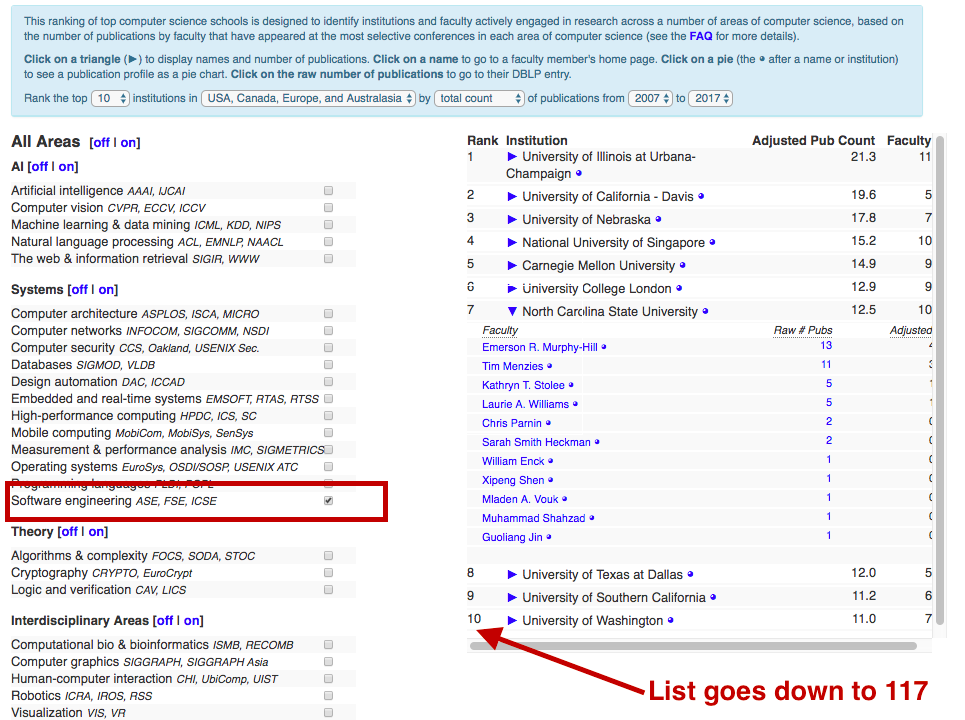 This ranking of top computer science schools is designed to identify institutions and faculty actively engaged in research across a number of areas of computer science, based on
the number of publications by faculty that have appeared at the most selective conferences in each area of computer science (see the FAQ for more details).
Click on a triangle (►) to display names and number of publications. Click on a name to go to a faculty member's home page. Click on a pie (the ● after a name or institution)
to see a publication profile as a pie chart. Click on the raw number of publications to go to their DBLP entry.
Rank the top 10 institutions in USA, Canada, Europe, and Australasia by total count of publications from 2007 to 2017
All Areas [off | on]
AI [off | on]
Artificial intelligence AAAI, IJCAI
Computer vision CVPR, ECCV, ICCV
Machine learning & data mining ICML, KDD, NIPS
Natural language processing ACL, EMNLP, NAACL
The web & information retrieval SIGIR, WWW
Systems [off | on]
Computer architecture ASPLOS, ISCA, MICRO
Computer networks INFOCOM, SIGCOMM, NSDI
Computer security CCS, Oakland, USENIX Sec.
Databases SIGMOD, VLDB
Design automation DAC, ICCAD
Embedded and real-time systems EMSOFT, RTAS, RTSS
High-performance computing HPDC, ICS, SC
Mobile computing MobiCom, MobiSys, SenSys
Measurement & performance analysis IMC, SIGMETRICS
Operating systems EuroSys, OSDI/SOSP, USENIX ATC
Programming languages PLDI, POPL
Software engineering ASE, FSE, ICSE
Theory [off | on]
Algorithms & complexity FOCS, SODA, STOC
Cryptography CRYPTO, EuroCrypt
Logic and verification CAV, LICS
Interdisciplinary Areas [off | on]
Computational bio & bioinformatics ISMB, RECOMB
Computer graphics SIGGRAPH, SIGGRAPH Asia
Human-computer interaction CHI, UbiComp, UIST
Robotics ICRA, IROS, RSS
Visualization VIS, VR
Rank Institution Adjusted Pub Count Faculty
1 ► University of Illinois at Urbana- 21.3 11
Champaign
2 ► University of California - Davis 19.6 5
3 ► University of Nebraska 17.8 7
4 ► National University of Singapore 15.2 10
5 ► Carnegie Mellon University 14.9 9
6 ► University College London 12.9 9
7 ▼ North Carolina State University 12.5 10
Faculty Raw # Pubs Adjusted
Emerson R. Murphy-Hill 13
Tim Menzies 11
Kathryn T. Stolee 5
Laurie A. Williams 5
Chris Parnin 2
Sarah Smith Heckman 2
William Enck 1
Xipeng Shen 1
Mladen A. Vouk 1
Muhammad Shahzad 1
Guoliang Jin 1
8 ► University of Texas at Dallas 12.0 5
9 ► University of Southern California 11.2 6
10 ► University of Washington 11.0 7
List goes down to 117